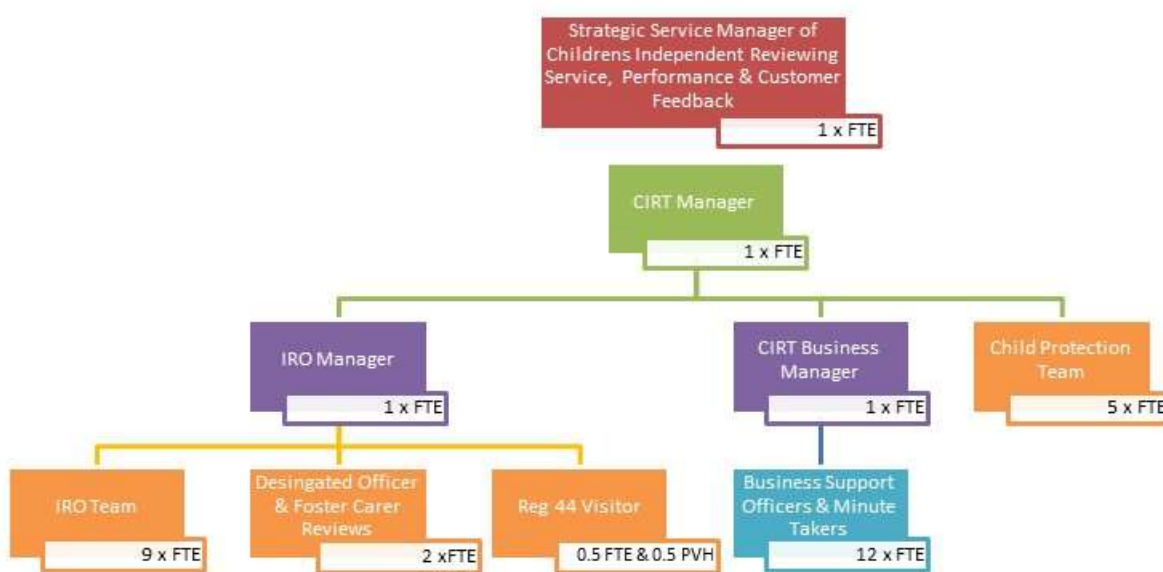 Strategic Service Manager of
Childrens Independent Reviewing
Service, Performance & Customer
Feedback
1 x FTE
CIRT Manager
1 x FTE
IRO Manager
1 x FTE
CIRT Business
Manager
1 x FTE
Child Protection
Team
5 x FTE
IRO Team
9 x FTE
Desingated Officer
& Foster Carer
Reviews
2 xFTE
Reg 44 Visitor
0.5 FTE & 0.5 PVH
Business Support
Officers & Minute
Takers
12 x FTE